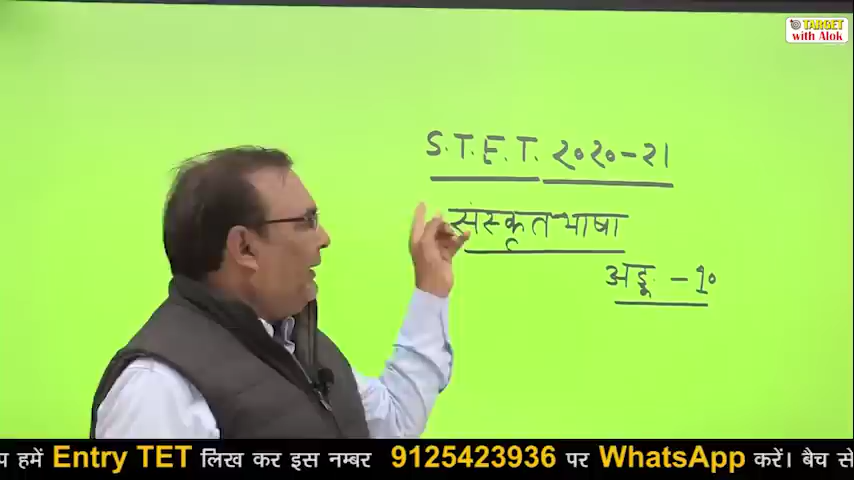 TARGET
with Alok
S.T.E.T. २०२०-२१
संस्कृत-भाषा
अङ्कः - १०
प हमें Entry TET लिख कर इस नम्बर 9125423936 पर WhatsApp करें। बैच से